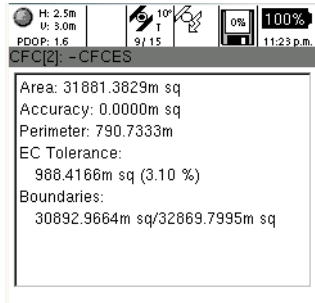 H: 2.5m
V: 3.0m
PDOP: 1.6
10°
T
9/ 15
0%
100%
11:23 p.m.
CFC[2]: -CFCES
Area: 31881.3829m sq
Accuracy: 0.0000m sq
Perimeter: 790.7333m
EC Tolerance:
988.4166m sq (3.10 %)
Boundaries:
30892.9664m sq/32869.7995m sq